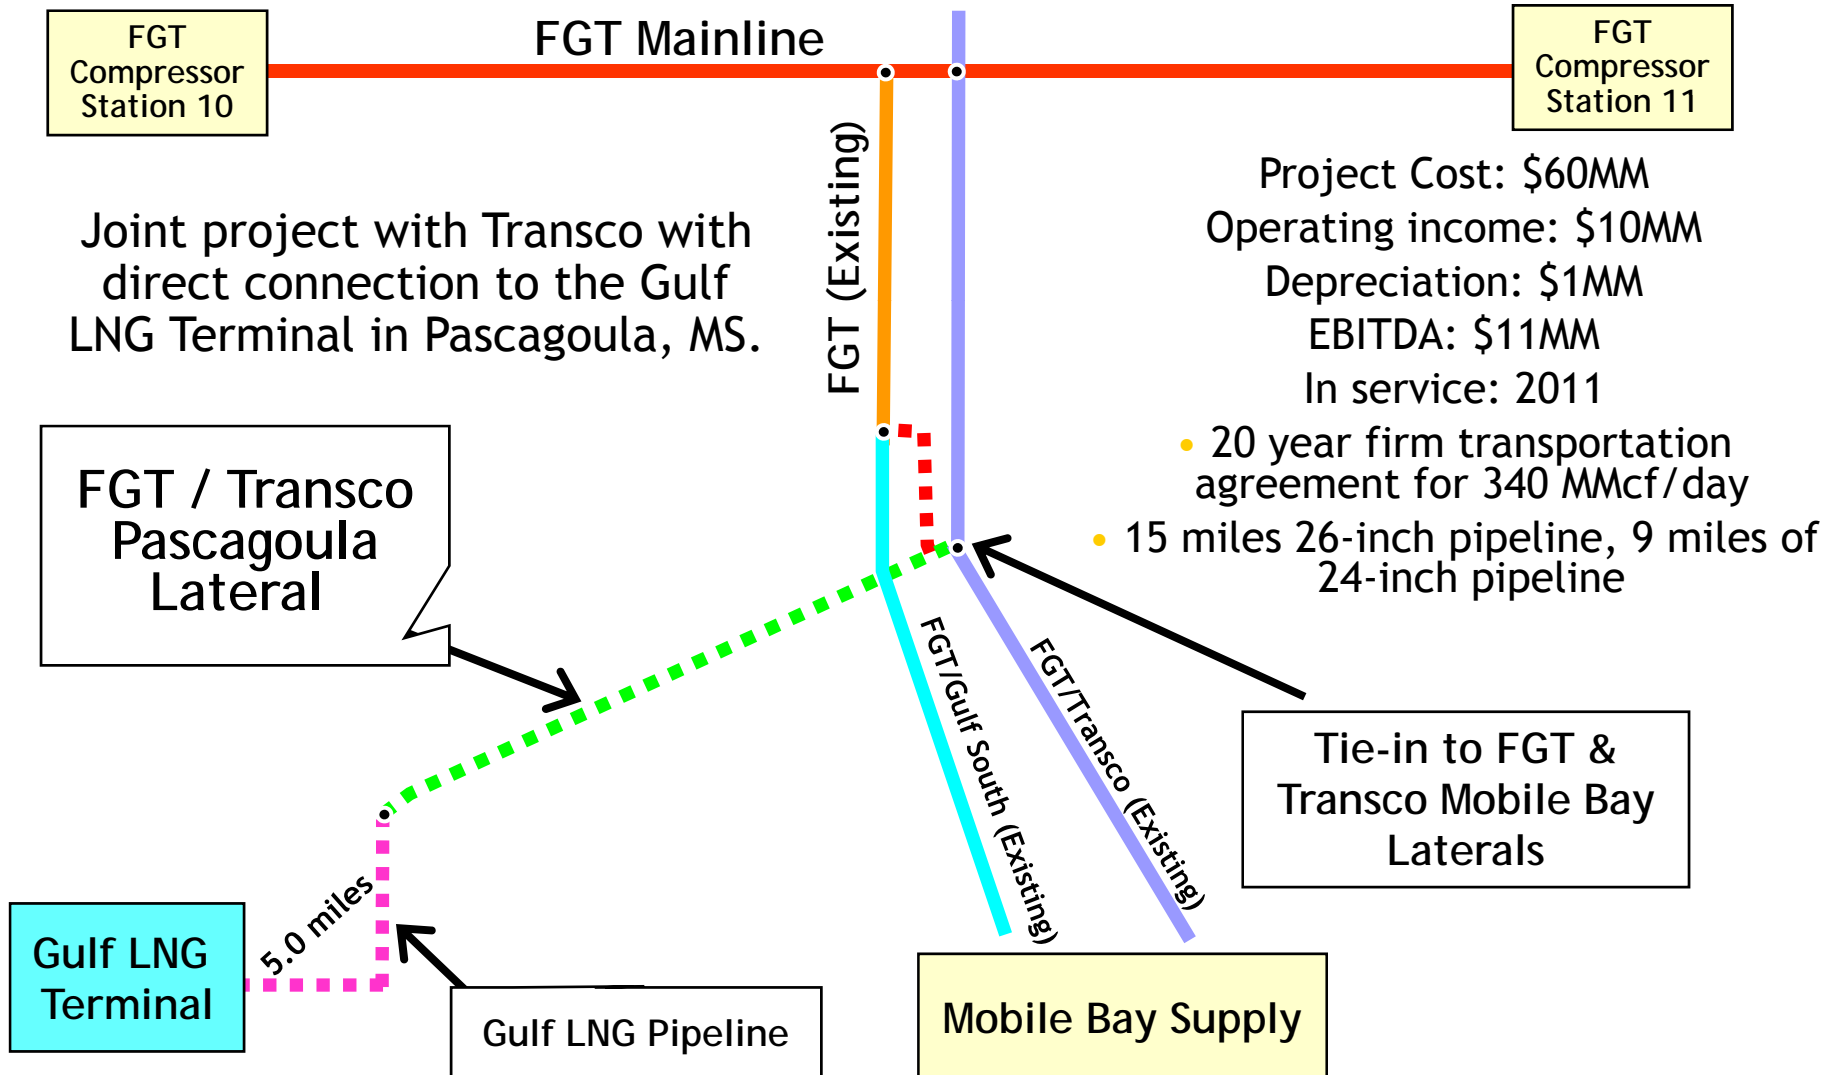 FGT
Compressor
Station 10
FGT Mainline
FGT
Compressor
Station 11
Joint project with Transco with
direct connection to the Gulf
LNG Terminal in Pascagoula, MS.
FGT (Existing)
Project Cost: $60MM
Operating income: $10MM
Depreciation: $1MM
EBITDA: $11MM
In service: 2011
• 20 year firm transportation
agreement for 340 MMcf/day
• 15 miles 26-inch pipeline, 9 miles of
24-inch pipeline
FGT / Transco
Pascagoula
Lateral
FGT/Gulf South (Existing)
FGT/Transco (Existing)
Tie-in to FGT &
Transco Mobile Bay
Laterals
5.0 miles
Gulf LNG
Terminal
Gulf LNG Pipeline
Mobile Bay Supply